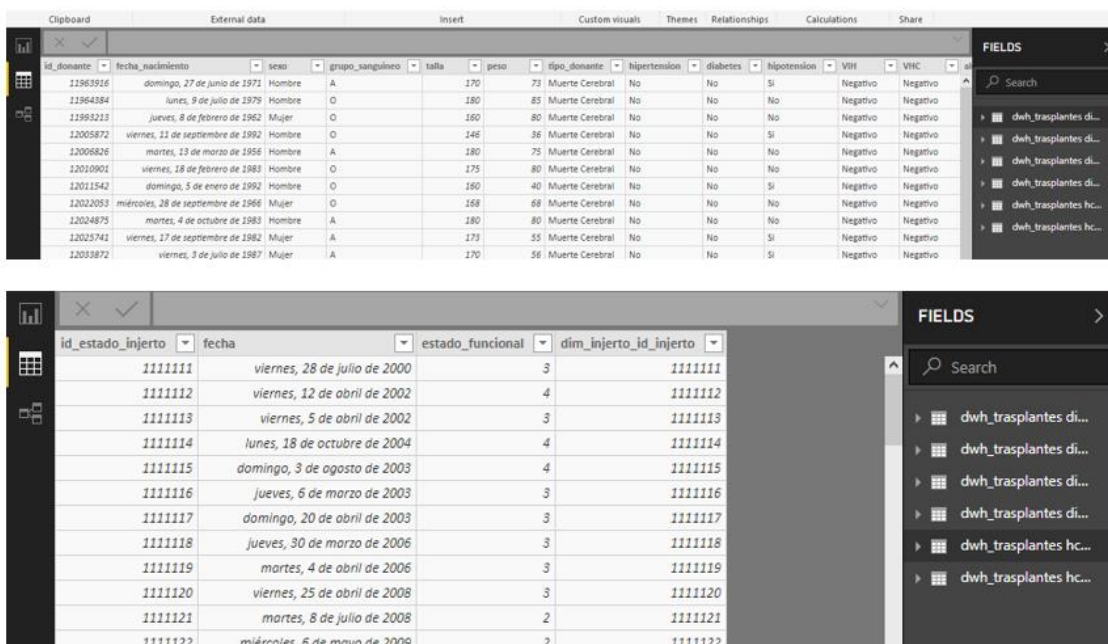 Clipboard External data Insert Custom visuals Themes Relationships Calculations Share
FIELDS
id_donante fecha_nacimiento sexo grupo_sanguineo talla peso tipo_donante hipertension diabetes hipotension VIH VHC
Search
11963916 domingo, 27 de junio de 1971 Hombre A 170 73 Muerte Cerebral No No Si Negativo Negativo
11964384 lunes, 9 de julio de 1979 Hombre O 180 85 Muerte Cerebral No No No Negativo Negativo
11993213 jueves, 8 de febrero de 1962 Mujer O 160 80 Muerte Cerebral No No No Negativo Negativo
12005872 viernes, 11 de septiembre de 1992 Hombre O 146 36 Muerte Cerebral No No Si Negativo Negativo
12006826 martes, 13 de marzo de 1956 Hombre A 180 75 Muerte Cerebral No No No Negativo Negativo
12010901 viernes, 18 de febrero de 1983 Hombre O 175 80 Muerte Cerebral No No No Negativo Negativo
12011542 domingo, 5 de enero de 1992 Hombre O 160 40 Muerte Cerebral No No Si Negativo Negativo
12022053 miércoles, 28 de septiembre de 1966 Mujer O 168 68 Muerte Cerebral No No No Negativo Negativo
12024875 martes, 4 de octubre de 1983 Hombre A 180 80 Muerte Cerebral No No No Negativo Negativo
12025741 viernes, 17 de septiembre de 1982 Mujer A 173 55 Muerte Cerebral No No Si Negativo Negativo
12033872 viernes, 3 de julio de 1987 Mujer A 170 56 Muerte Cerebral No No Si Negativo Negativo
dwh_trasplantes di...
dwh_trasplantes di...
dwh_trasplantes di...
dwh_trasplantes di...
dwh_trasplantes hc...
dwh_trasplantes hc...
FIELDS
id_estado_injerto fecha estado_funcional dim_injerto_id_injerto
Search
1111111 viernes, 28 de julio de 2000 3 1111111
1111112 viernes, 12 de abril de 2002 4 1111112
1111113 viernes, 5 de abril de 2002 3 1111113
1111114 lunes, 18 de octubre de 2004 4 1111114
1111115 domingo, 3 de agosto de 2003 4 1111115
1111116 jueves, 6 de marzo de 2003 3 1111116
1111117 domingo, 20 de abril de 2003 3 1111117
1111118 jueves, 30 de marzo de 2006 3 1111118
1111119 martes, 4 de abril de 2006 3 1111119
1111120 viernes, 25 de abril de 2008 3 1111120
1111121 martes, 8 de julio de 2008 2 1111121
1111122 miércoles, 6 de mayo de 2009 2 1111122
dwh_trasplantes di...
dwh_trasplantes di...
dwh_trasplantes di...
dwh_trasplantes di...
dwh_trasplantes hc...
dwh_trasplantes hc...